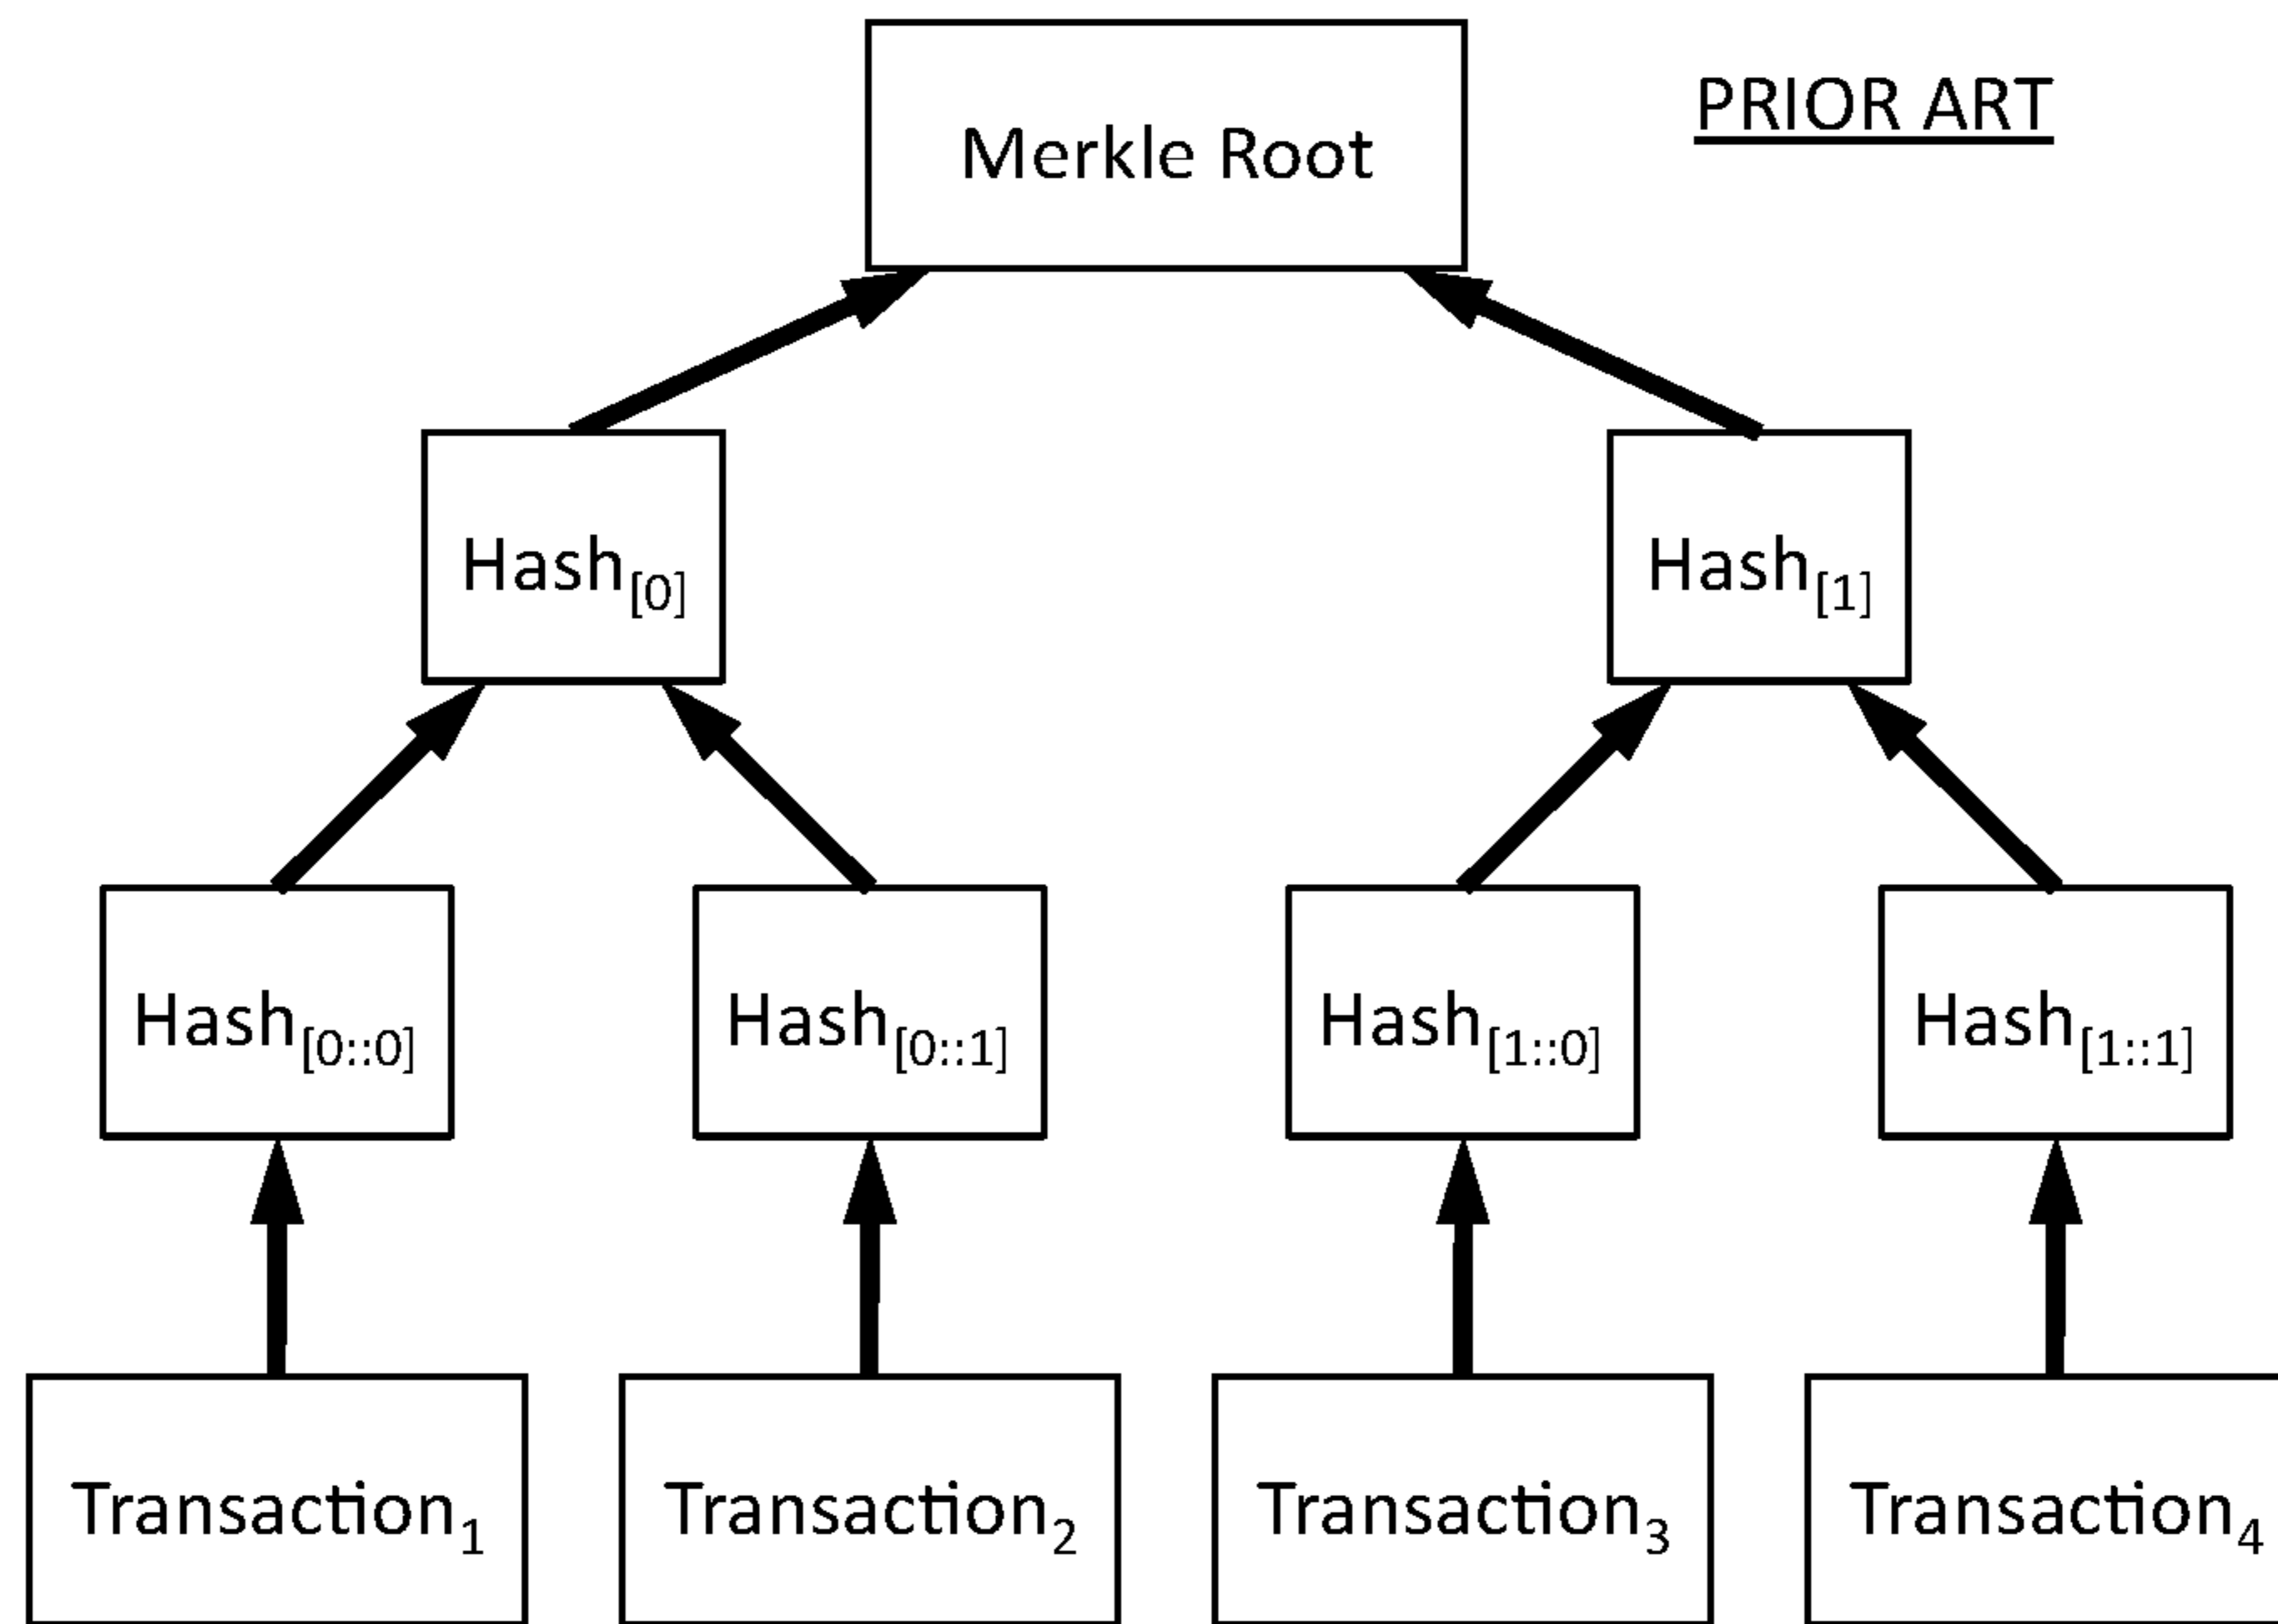 PRIOR ART
Merkle Root
Hash[0]
Hash[1]
Hash[0::0]
Hash[0::1]
Hash[1::0]
Hash[1::1]
Transaction1
Transaction2
Transaction3
Transaction4